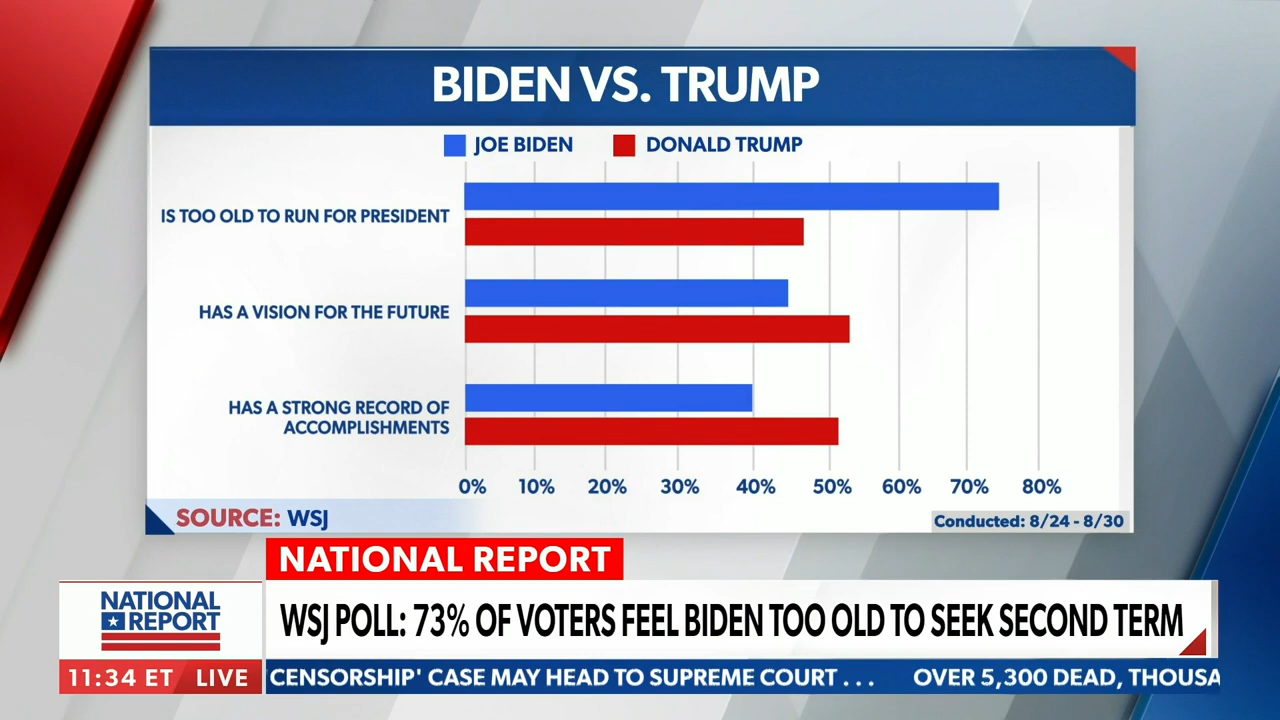 BIDEN VS. TRUMP
JOE BIDEN DONALD TRUMP
IS TOO OLD TO RUN FOR PRESIDENT
HAS A VISION FOR THE FUTURE
HAS A STRONG RECORD OF
ACCOMPLISHMENTS
0% 10% 20% 30% 40% 50% 60% 70% 80%
SOURCE: WSJ
Conducted: 8/24 - 8/30
NATIONAL REPORT
NATIONAL
REPORT
WSJ POLL: 73% OF VOTERS FEEL BIDEN TOO OLD TO SEEK SECOND TERM
11:34 ET LIVE
'CENSORSHIP' CASE MAY HEAD TO SUPREME COURT . . . OVER 5,300 DEAD, THOUSA